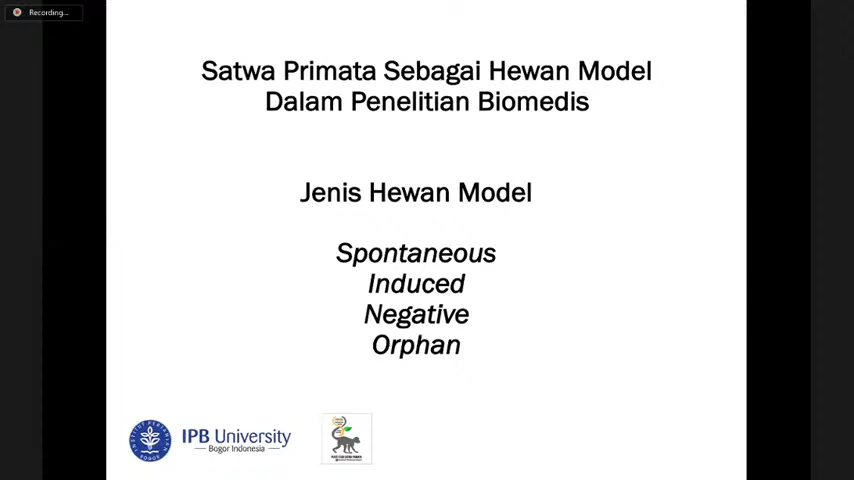 Recording...
Satwa Primata Sebagai Hewan Model
Dalam Penelitian Biomedis
Jenis Hewan Model
Spontaneous
Induced
Negative
Orphan
IPB University
Bogor Indonesia